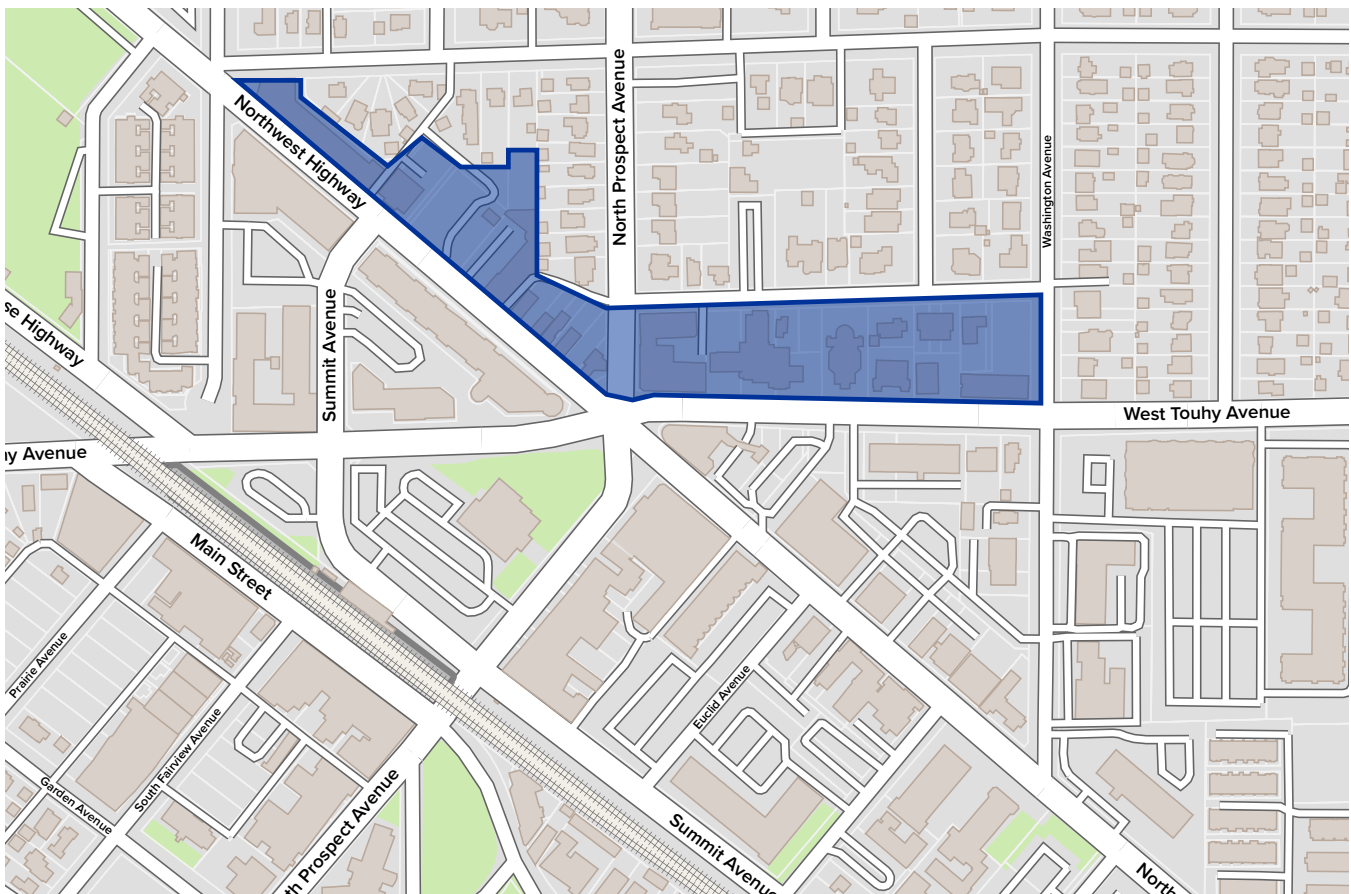 North Prospect Avenue
Northwest Highway
Washington Avenue
Summit Avenue
se Highway
West Touhy Avenue
y Avenue
Main Street
Prairie Avenue
South Fairview Avenue
Euclid Avenue
Garden Avenue
th Prospect Avenue
Summit Avenue
North